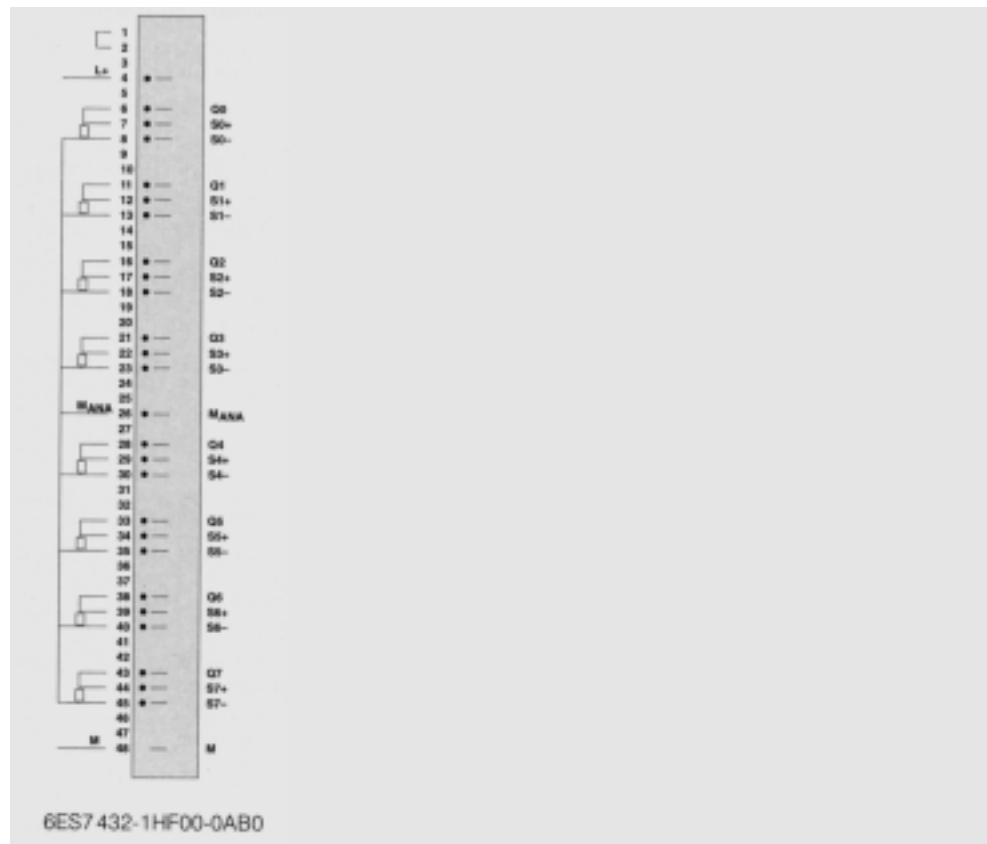 1
2
3
L+
4
5
6 Q0
7 S0+
8 S0-
9
10
11 Q1
12 S1+
13 S1-
14
15
16 Q2
17 S2+
18 S2-
19
20
21 Q3
22 S3+
23 S3-
24
25
MANA 26 MANA
27
28 Q4
29 S4+
30 S4-
31
32
33 Q5
34 S5+
35 S5-
36
37
38 Q6
39 S6+
40 S6-
41
42
43 Q7
44 S7+
45 S7-
46
47
M
48 M
6ES7 432-1HF00-0AB0